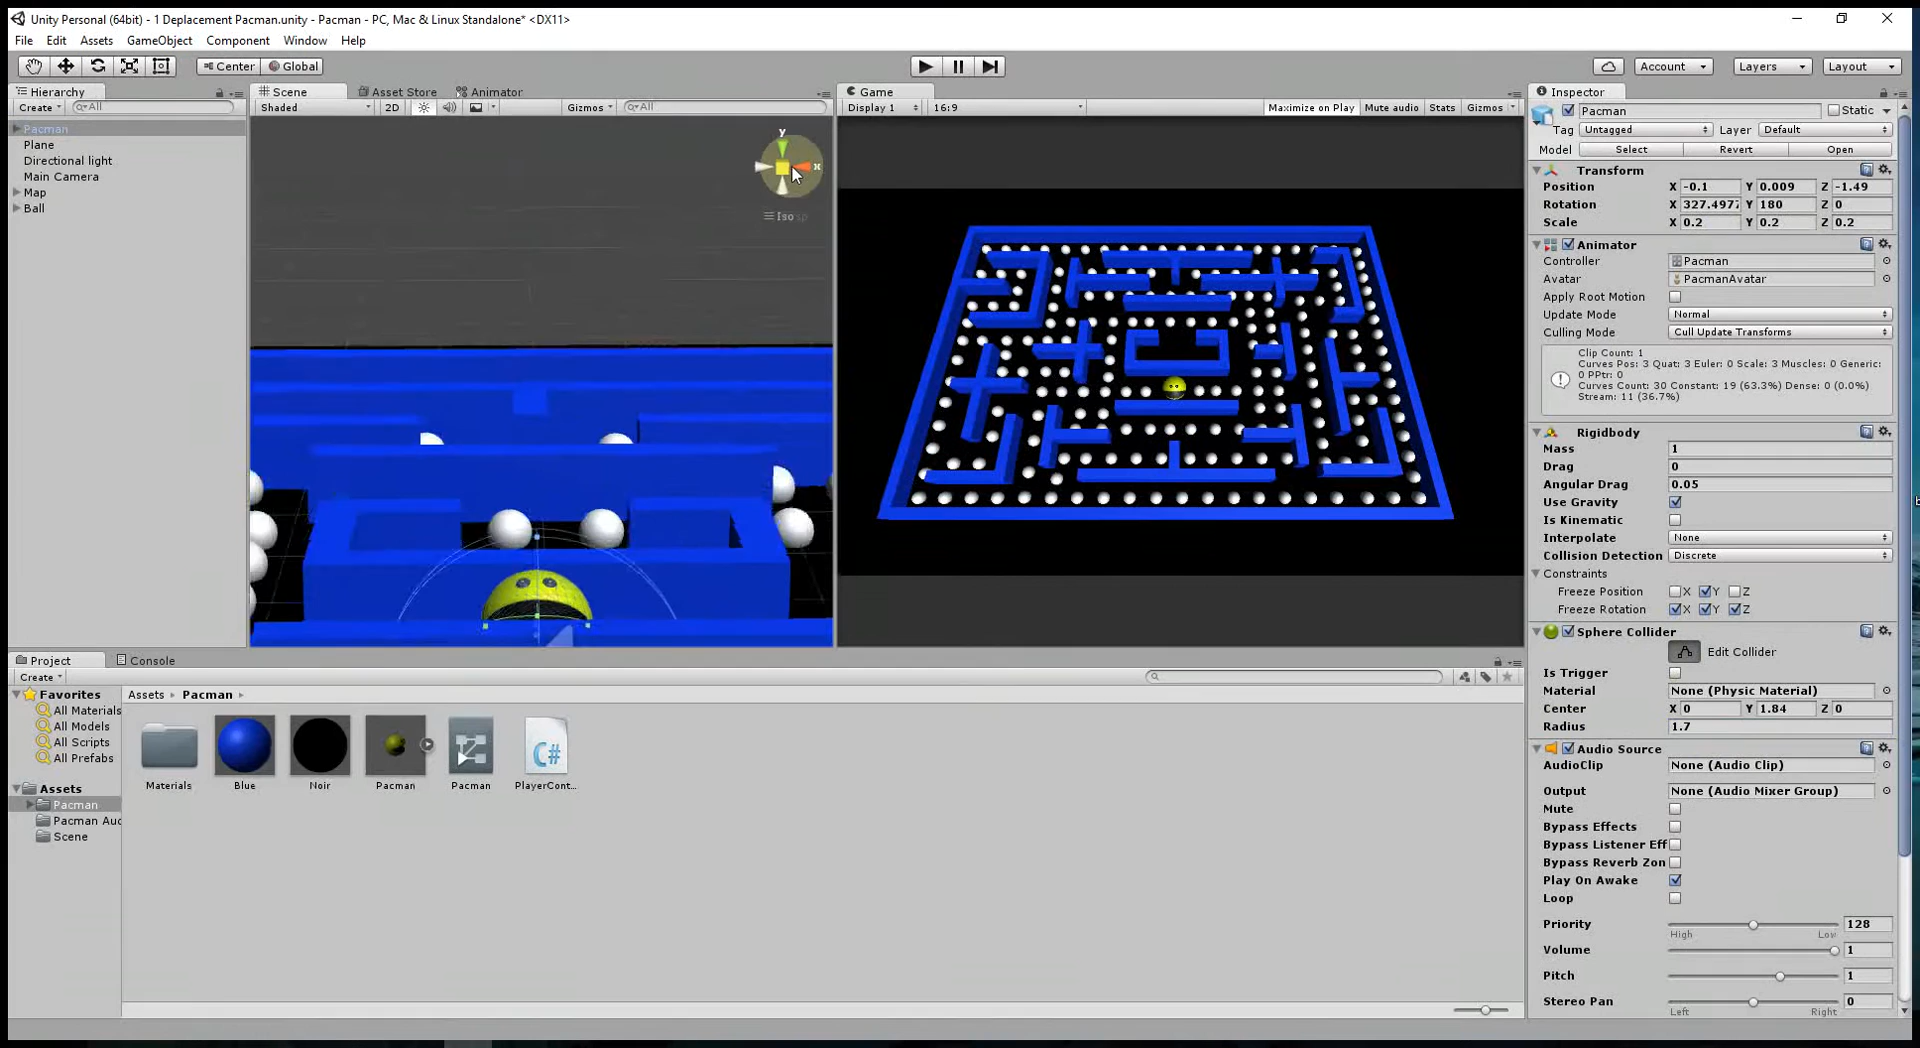 Unity Personal (64bit) - 1 Deplacement Pacman.unity - Pacman - PC, Mac & Linux Standalone* <DX11>
File Edit Assets GameObject Component Window Help
Center Global Account Layers Layout
Hierarchy
Create All
Pacman
Plane
Directional light
Main Camera
Map
Ball
Scene Asset Store Animator
Shaded 2D Gizmos All
y
x
Iso
Game
Display 1 16:9 Maximize on Play Mute audio Stats Gizmos
Inspector
Pacman Static
Tag Untagged Layer Default
Model Select Revert Open
Transform
Position X -0.1 Y 0.009 Z -1.49
Rotation X 327.497 Y 180 Z 0
Scale X 0.2 Y 0.2 Z 0.2
Animator
Controller Pacman
Avatar PacmanAvatar
Apply Root Motion
Update Mode Normal
Culling Mode Cull Update Transforms
Clip Count: 1
Curves Pos: 3 Quat: 3 Euler: 0 Scale: 3 Muscles: 0 Generic:
0 PPtr: 0
Curves Count: 30 Constant: 19 (63.3%) Dense: 0 (0.0%)
Stream: 11 (36.7%)
Rigidbody
Mass 1
Drag 0
Angular Drag 0.05
Use Gravity
Is Kinematic
Interpolate None
Collision Detection Discrete
Constraints
Freeze Position X Y Z
Freeze Rotation X Y Z
Sphere Collider
Edit Collider
Is Trigger
Material None (Physic Material)
Center X 0 Y 1.84 Z 0
Radius 1.7
Audio Source
AudioClip None (Audio Clip)
Output None (Audio Mixer Group)
Mute
Bypass Effects
Bypass Listener Eff
Bypass Reverb Zon
Play On Awake
Loop
Priority 128
High Low
Volume 1
Pitch 1
Stereo Pan 0
Left Right
Project Console
Create
Favorites
All Materials
All Models
All Scripts
All Prefabs
Assets
Pacman
Pacman Aud
Scene
Assets Pacman
Materials Blue Noir Pacman Pacman PlayerCont...
C#